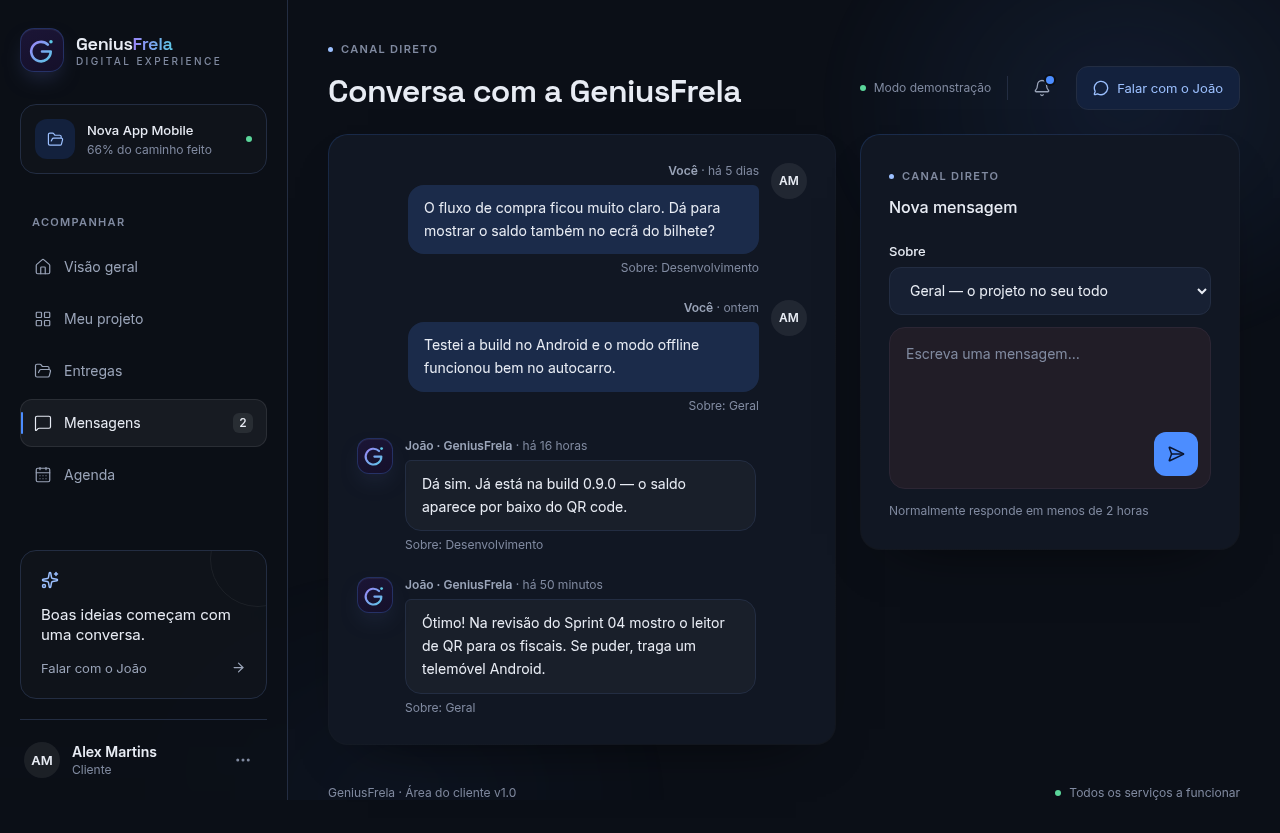 GeniusFrela
DIGITAL EXPERIENCE
Nova App Mobile
66% do caminho feito
ACOMPANHAR
Visão geral
Meu projeto
Entregas
Mensagens 2
Agenda
Boas ideias começam com
uma conversa.
Falar com o João
AM
Alex Martins
Cliente
CANAL DIRETO
Conversa com a GeniusFrela
Modo demonstração
Falar com o João
Você · há 5 dias
AM
O fluxo de compra ficou muito claro. Dá para
mostrar o saldo também no ecrã do bilhete?
Sobre: Desenvolvimento
Você · ontem
AM
Testei a build no Android e o modo offline
funcionou bem no autocarro.
Sobre: Geral
João · GeniusFrela · há 16 horas
Dá sim. Já está na build 0.9.0 — o saldo
aparece por baixo do QR code.
Sobre: Desenvolvimento
João · GeniusFrela · há 50 minutos
Ótimo! Na revisão do Sprint 04 mostro o leitor
de QR para os fiscais. Se puder, traga um
telemóvel Android.
Sobre: Geral
CANAL DIRETO
Nova mensagem
Sobre
Geral — o projeto no seu todo
Escreva uma mensagem...
Normalmente responde em menos de 2 horas
GeniusFrela · Área do cliente v1.0
Todos os serviços a funcionar